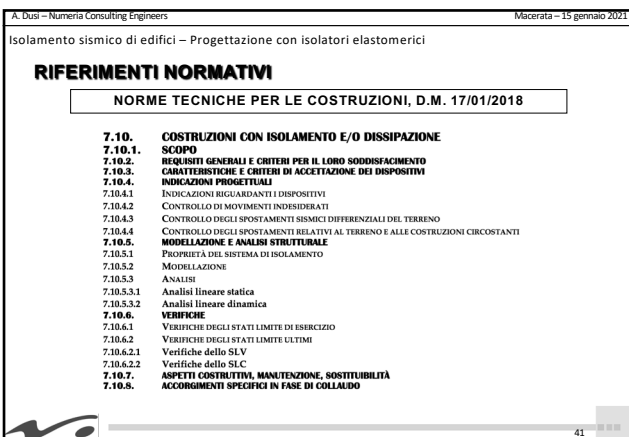 A. Dusi – Numeria Consulting Engineers Macerata – 15 gennaio 2021
Isolamento sismico di edifici – Progettazione con isolatori elastomerici
RIFERIMENTI NORMATIVI
NORME TECNICHE PER LE COSTRUZIONI, D.M. 17/01/2018
7.10. COSTRUZIONI CON ISOLAMENTO E/O DISSIPAZIONE
7.10.1. SCOPO
7.10.2. REQUISITI GENERALI E CRITERI PER IL LORO SODDISFACIMENTO
7.10.3. CARATTERISTICHE E CRITERI DI ACCETTAZIONE DEI DISPOSITIVI
7.10.4. INDICAZIONI PROGETTUALI
7.10.4.1 INDICAZIONI RIGUARDANTI I DISPOSITIVI
7.10.4.2 CONTROLLO DI MOVIMENTI INDESIDERATI
7.10.4.3 CONTROLLO DEGLI SPOSTAMENTI SISMICI DIFFERENZIALI DEL TERRENO
7.10.4.4 CONTROLLO DEGLI SPOSTAMENTI RELATIVI AL TERRENO E ALLE COSTRUZIONI CIRCOSTANTI
7.10.5. MODELLAZIONE E ANALISI STRUTTURALE
7.10.5.1 PROPRIETÀ DEL SISTEMA DI ISOLAMENTO
7.10.5.2 MODELLAZIONE
7.10.5.3 ANALISI
7.10.5.3.1 Analisi lineare statica
7.10.5.3.2 Analisi lineare dinamica
7.10.6. VERIFICHE
7.10.6.1 VERIFICHE DEGLI STATI LIMITE DI ESERCIZIO
7.10.6.2 VERIFICHE DEGLI STATI LIMITE ULTIMI
7.10.6.2.1 Verifiche dello SLV
7.10.6.2.2 Verifiche dello SLC
7.10.7. ASPETTI COSTRUTTIVI, MANUTENZIONE, SOSTITUIBILITÀ
7.10.8. ACCORGIMENTI SPECIFICI IN FASE DI COLLAUDO
41